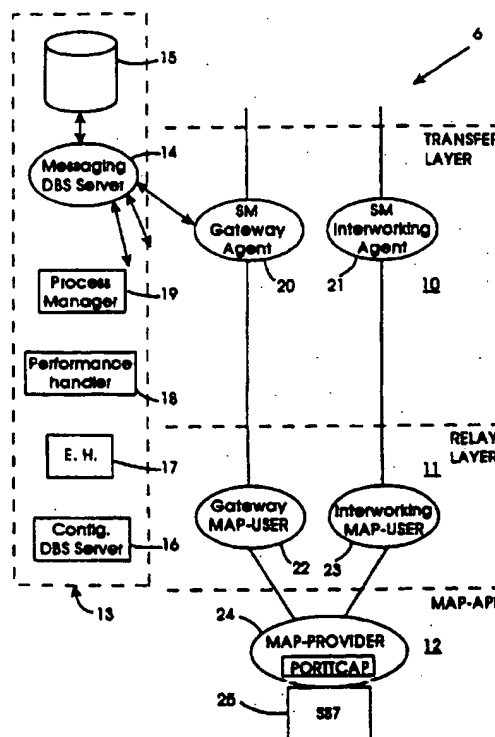 15
6
TRANSFER
LAYER
14
Messaging
DBS Server
SM
Gateway
Agent
SM
Interworking
Agent
20
21
10
Process
Manager
19
Performance
handler
18
RELAY
LAYER
E. H.
17
11
Gateway
MAP-USER
Interworking
MAP-USER
Config.
DBS Server
16
22
23
13
MAP-API
24
MAP-PROVIDER
12
PORTTCAP
25
SS7